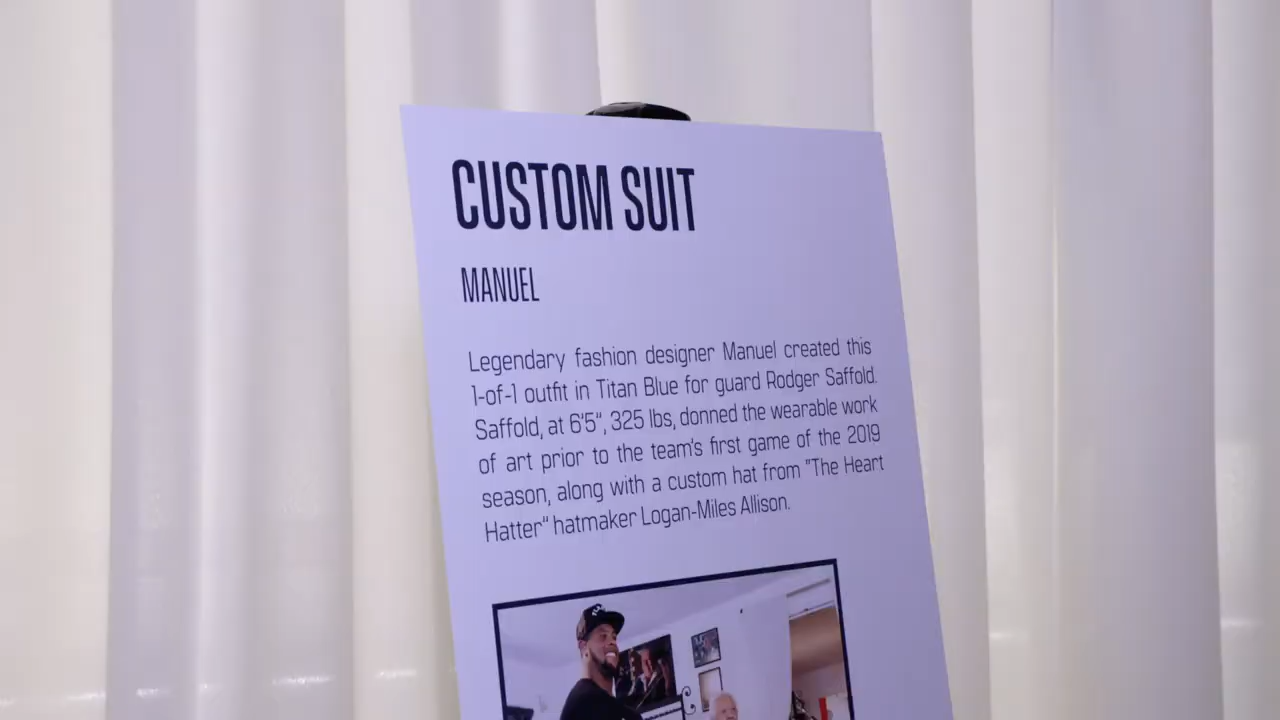 CUSTOM SUIT
MANUEL
Legendary fashion designer Manuel created this
1-of-1 outfit in Titan Blue for guard Rodger Saffold.
Saffold, at 6'5", 325 lbs, donned the wearable work
of art prior to the team's first game of the 2019
season, along with a custom hat from "The Heart
Hatter" hatmaker Logan-Miles Allison.